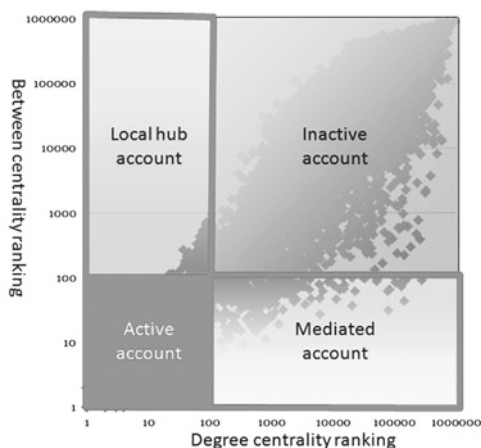 1000000
100000
10000
1000
100
10
1
Between centrality ranking
Local hub
account
Inactive
account
Active
account
Mediated
account
1 10 100 1000 10000 100000 1000000
Degree centrality ranking